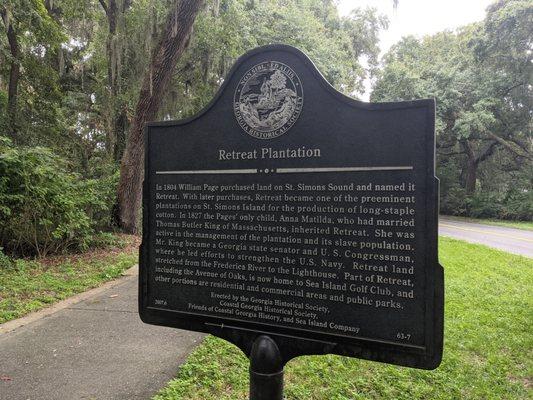 NON SIBI, SED ALIIS
GEORGIA HISTORICAL SOCIETY
Retreat Plantation
In 1804 William Page purchased land on St. Simons Sound and named it
Retreat. With later purchases, Retreat became one of the preeminent
plantations on St. Simons Island for the production of long-staple
cotton. In 1827 the Pages' only child, Anna Matilda, who had married
Thomas Butler King of Massachusetts, inherited Retreat. She was
active in the management of the plantation and its slave population.
Mr. King became a Georgia state senator and U. S. Congressman,
where he led efforts to strengthen the U.S. Navy. Retreat land
stretched from the Frederica River to the Lighthouse. Part of Retreat,
including the Avenue of Oaks, is now home to Sea Island Golf Club, and
other portions are residential and commercial areas and public parks.
Erected by the Georgia Historical Society,
Coastal Georgia Historical Society,
Friends of Coastal Georgia History, and Sea Island Company
63-7